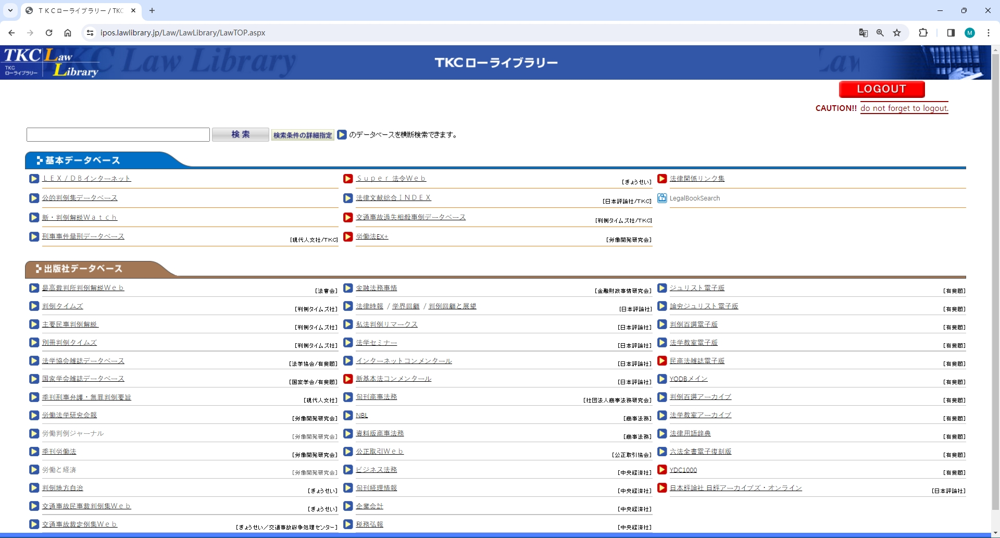 ＴＫＣローライブラリー / TKC
ipos.lawlibrary.jp/Law/LawLibrary/LawTOP.aspx
M
TKC Law Library
TKC
ローライブラリー
TKC Law Library
TKCローライブラリー
Law
LOGOUT
CAUTION!! do not forget to logout.
検 索 検索条件の詳細指定 のデータベースを横断検索できます。
基本データベース
ＬＥＸ／ＤＢインターネット
Ｓｕｐｅｒ 法令Ｗｅｂ [ぎょうせい]
法律関係リンク集
公的判例集データベース
法律文献総合ＩＮＤＥＸ [日本評論社/TKC]
LegalBookSearch
新・判例解説Ｗａｔｃｈ
交通事故過失相殺事例データベース [判例タイムズ社/TKC]
刑事事件量刑データベース [現代人文社/TKC]
労働法EX+ [労働開発研究会]
出版社データベース
最高裁判所判例解説Ｗｅｂ [法曹会]
金融法務事情 [金融財政事情研究会]
ジュリスト電子版 [有斐閣]
判例タイムズ [判例タイムズ社]
法律時報 / 学界回顧 / 判例回顧と展望 [日本評論社]
論究ジュリスト電子版 [有斐閣]
主要民事判例解説 [判例タイムズ社]
私法判例リマークス [日本評論社]
判例百選電子版 [有斐閣]
別冊判例タイムズ [判例タイムズ社]
法学セミナー [日本評論社]
法学教室電子版 [有斐閣]
法学協会雑誌データベース [法学協会/有斐閣]
インターネットコンメンタール [日本評論社]
民商法雑誌電子版 [有斐閣]
国家学会雑誌データベース [国家学会/有斐閣]
新基本法コンメンタール [日本評論社]
YODBメイン [有斐閣]
季刊刑事弁護・無罪判例要旨 [現代人文社]
旬刊商事法務 [社団法人商事法務研究会]
判例百選アーカイブ [有斐閣]
労働法学研究会報 [労働開発研究会]
NBL [商事法務]
法学教室アーカイブ [有斐閣]
労働判例ジャーナル [労働開発研究会]
資料版商事法務 [商事法務]
法律用語辞典 [有斐閣]
季刊労働法 [労働開発研究会]
公正取引Ｗｅｂ [公正取引協会]
六法全書電子復刻版 [有斐閣]
労働と経済 [労働開発研究会]
ビジネス法務 [中央経済社]
YDC1000 [有斐閣]
判例地方自治 [ぎょうせい]
旬刊経理情報 [中央経済社]
日本評論社 日評アーカイブズ・オンライン [日本評論社]
交通事故民事裁判例集Ｗｅｂ [ぎょうせい]
企業会計 [中央経済社]
交通事故裁定例集Ｗｅｂ [ぎょうせい／交通事故紛争処理センター]
税務弘報 [中央経済社]